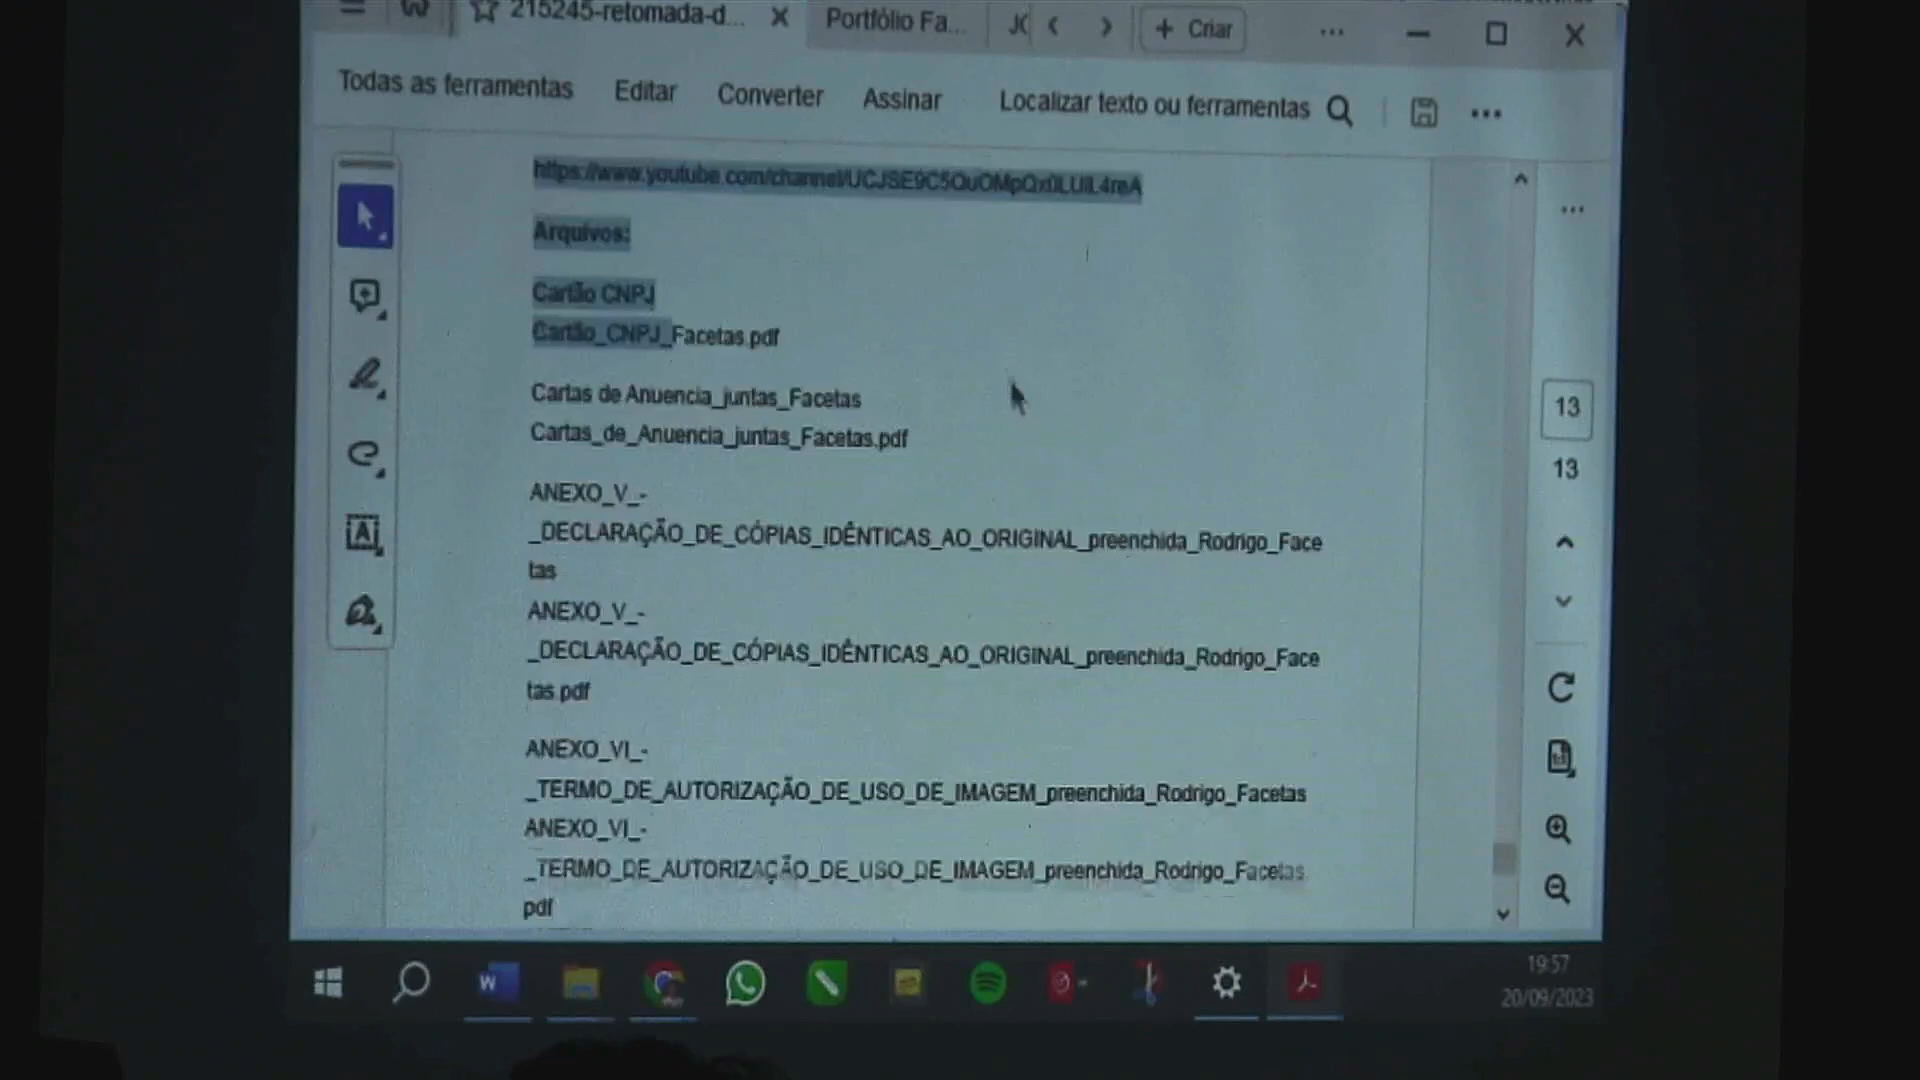 215245-retomada-d...
Portfólio Fa...
Criar
Todas as ferramentas
Editar
Converter
Assinar
Localizar texto ou ferramentas
Arquivos:
Cartão CNPJ
Cartão_CNPJ_Facetas.pdf
Cartas de Anuencia_juntas_Facetas
Cartas_de_Anuencia_juntas_Facetas.pdf
ANEXO_V_-
_DECLARAÇÃO_DE_CÓPIAS_IDÊNTICAS_AO_ORIGINAL_preenchida_Rodrigo_Face
tas
ANEXO_V_-
_DECLARAÇÃO_DE_CÓPIAS_IDÊNTICAS_AO_ORIGINAL_preenchida_Rodrigo_Face
tas.pdf
ANEXO_VI_-
_TERMO_DE_AUTORIZAÇÃO_DE_USO_DE_IMAGEM_preenchida_Rodrigo_Facetas
ANEXO_VI_-
_TERMO_DE_AUTORIZAÇÃO_DE_USO_DE_IMAGEM_preenchida_Rodrigo_Facetas.
pdf
13
13
19:57
20/09/2023